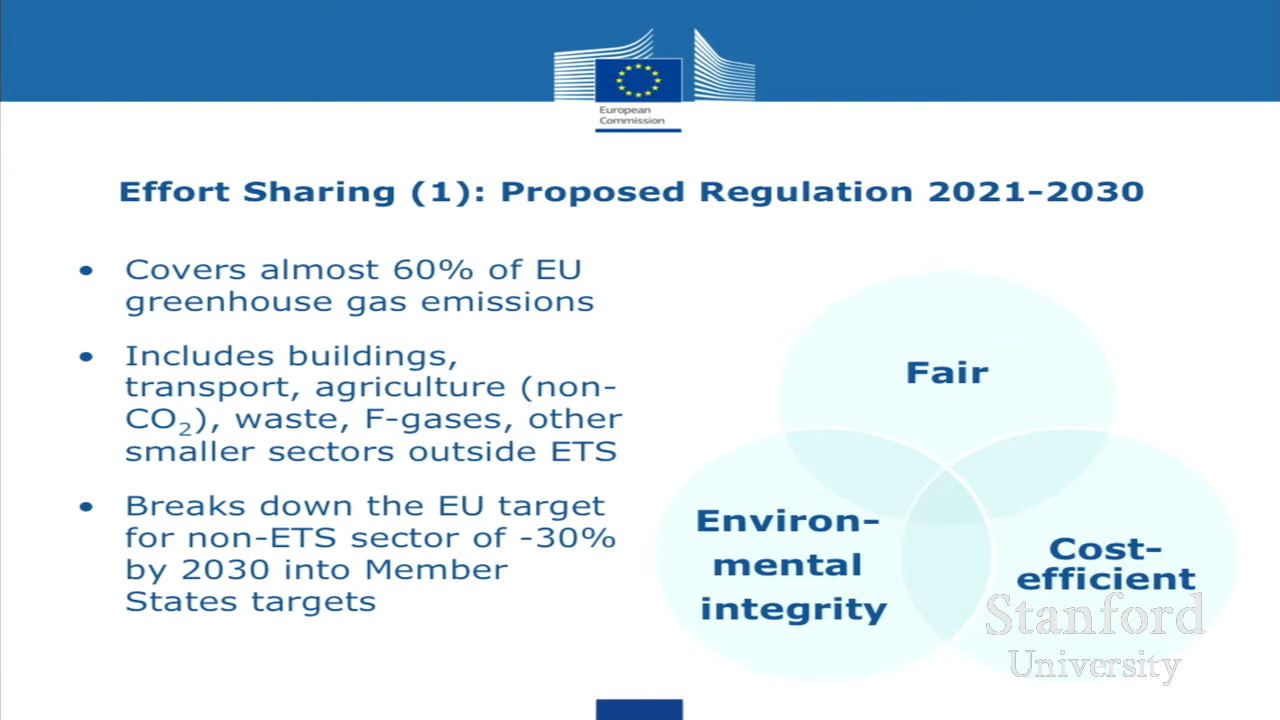 European
Commission
Effort Sharing (1): Proposed Regulation 2021-2030
• Covers almost 60% of EU
greenhouse gas emissions
• Includes buildings,
transport, agriculture (non-
CO₂), waste, F-gases, other
smaller sectors outside ETS
• Breaks down the EU target
for non-ETS sector of -30%
by 2030 into Member
States targets
Fair
Environ-
mental
integrity
Cost-
efficient
Stanford
University